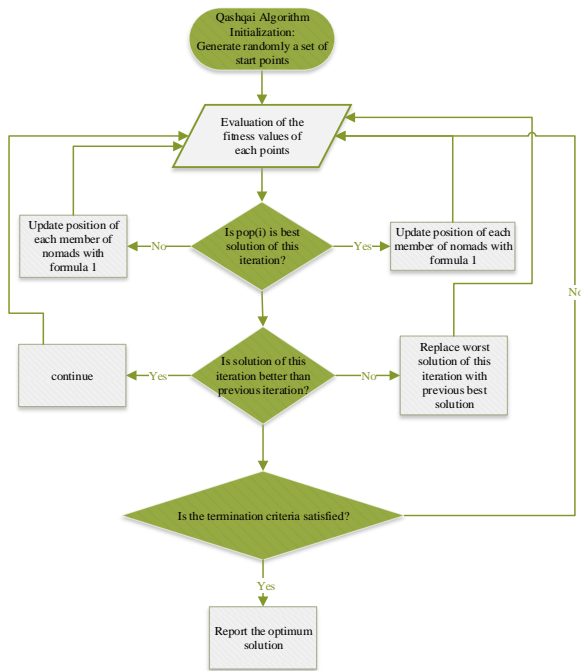 Qashqai Algorithm
Initialization:
Generate randomly a set of
start points
Evaluation of the
fitness values of
each points
Is pop(i) is best
solution of this
iteration?
No
Yes
Update position of
each member of
nomads with
formula 1
Update position of each
member of nomads with
formula 1
No
Is solution of this
iteration better than
previous iteration?
Yes
No
continue
Replace worst
solution of this
iteration with
previous best
solution
Is the termination criteria satisfied?
Yes
Report the optimum
solution